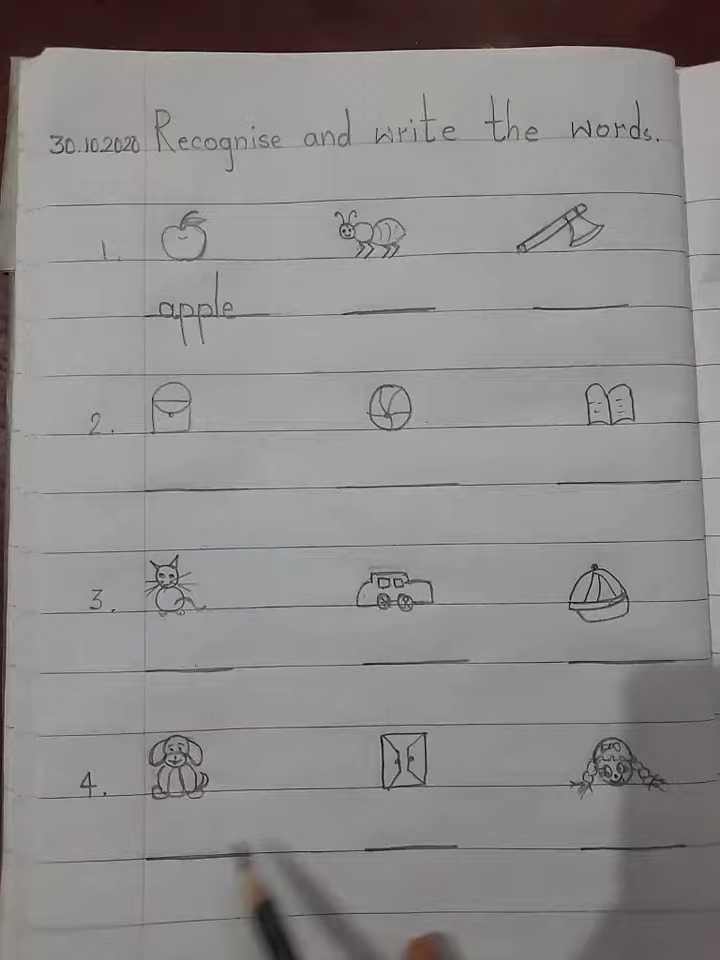 30.10.2020 Recognise and write the words.
1.
apple
2.
3.
4.